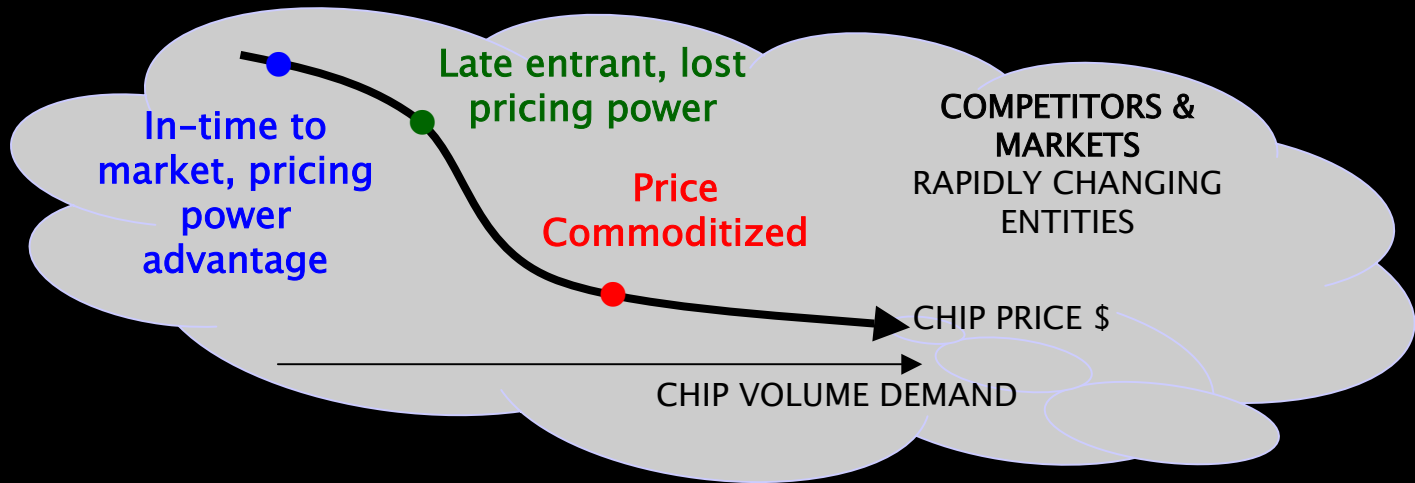 Late entrant, lost
pricing power
In-time to
market, pricing
power
advantage
Price
Commoditized
COMPETITORS &
MARKETS
RAPIDLY CHANGING
ENTITIES
CHIP PRICE $
CHIP VOLUME DEMAND